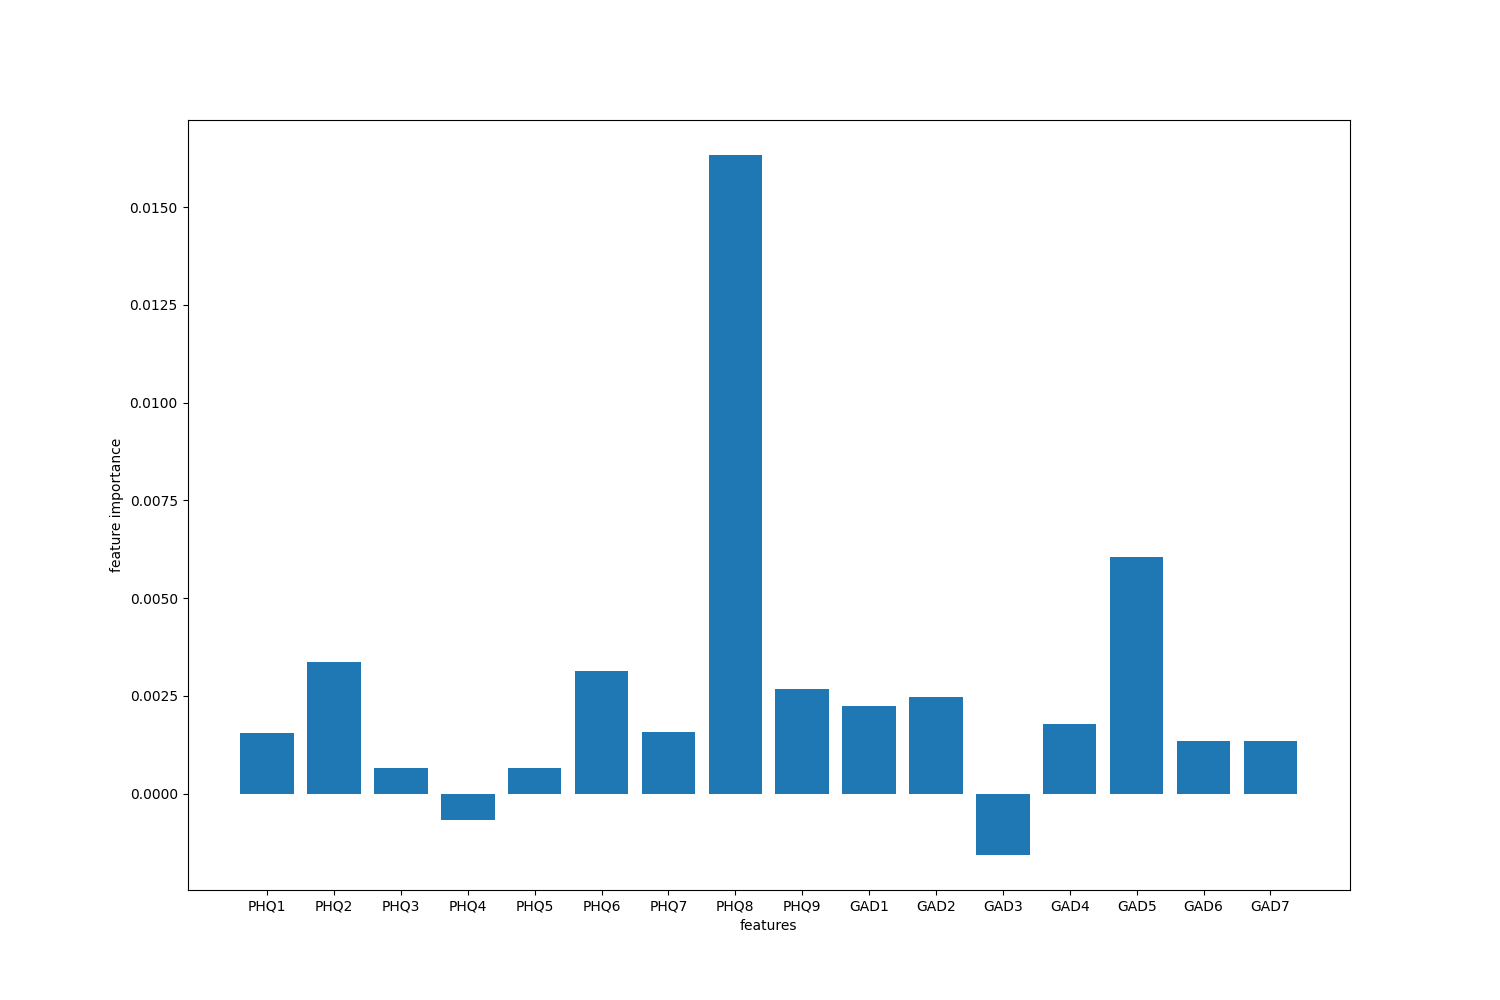 feature importance
0.0150
0.0125
0.0100
0.0075
0.0050
0.0025
0.0000
PHQ1 PHQ2 PHQ3 PHQ4 PHQ5 PHQ6 PHQ7 PHQ8 PHQ9 GAD1 GAD2 GAD3 GAD4 GAD5 GAD6 GAD7
features